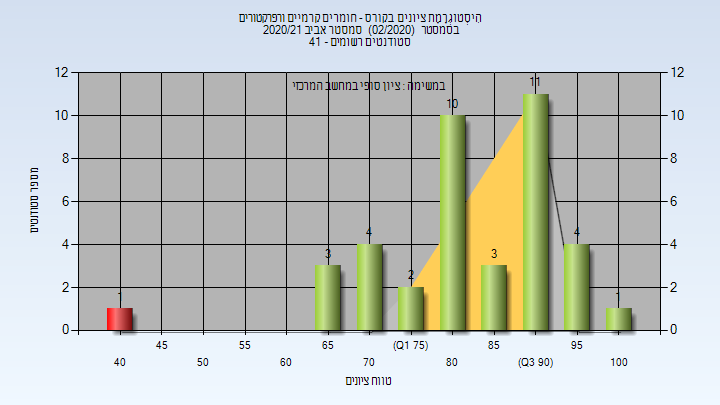 היסטוגרמת ציונים בקורס - חומרים קרמיים ורפרקטורים
בסמסטר (02/2020) סמסטר אביב 2020/21
סטודנטים רשומים - 41
במשימה : ציון סופי במחשב המרכזי
מספר סטודנטים
12 12
10 10
8 8
6 6
4 4
2 2
0 0
1 3 4 2 10 3 11 4 1
45 55 65 (Q1 75) 85 95
40 50 60 70 80 (Q3 90) 100
טווח ציונים